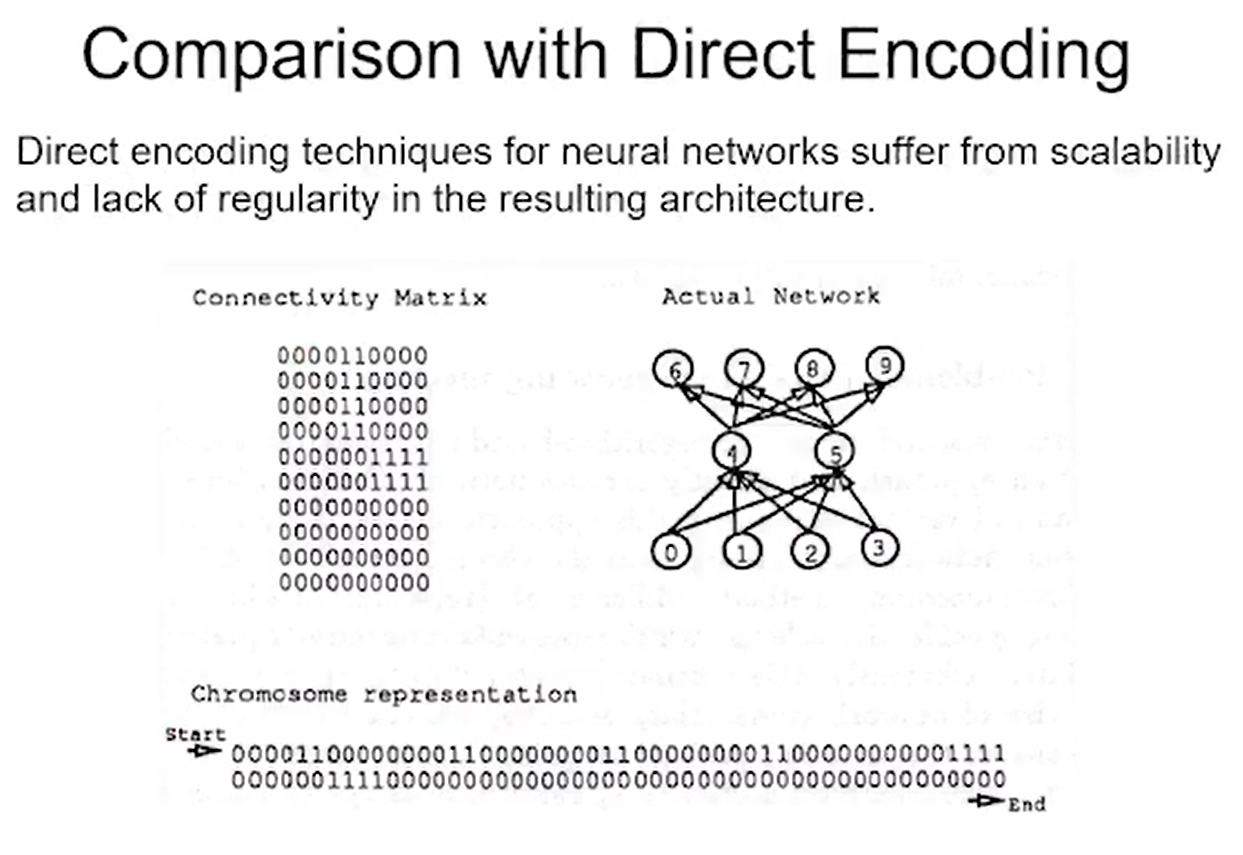 Comparison with Direct Encoding
Direct encoding techniques for neural networks suffer from scalability
and lack of regularity in the resulting architecture.
Connectivity Matrix
0000110000
0000110000
0000110000
0000110000
0000001111
0000001111
0000000000
0000000000
0000000000
0000000000
Actual Network
6 7 8 9
4 5
0 1 2 3
Chromosome representation
Start
00001100000000110000000011000000001100000000001111
00000011110000000000000000000000000000000000000000
End